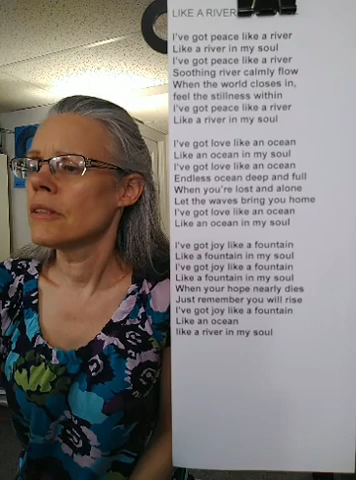 LIKE A RIVER
I've got peace like a river
Like a river in my soul
I've got peace like a river
Soothing river calmly flow
When the world closes in,
feel the stillness within
I've got peace like a river
Like a river in my soul
I've got love like an ocean
Like an ocean in my soul
I've got love like an ocean
Endless ocean deep and full
When you're lost and alone
Let the waves bring you home
I've got love like an ocean
Like an ocean in my soul
I've got joy like a fountain
Like a fountain in my soul
I've got joy like a fountain
Like a fountain in my soul
When your hope nearly dies
Just remember you will rise
I've got joy like a fountain
Like an ocean
like a river in my soul